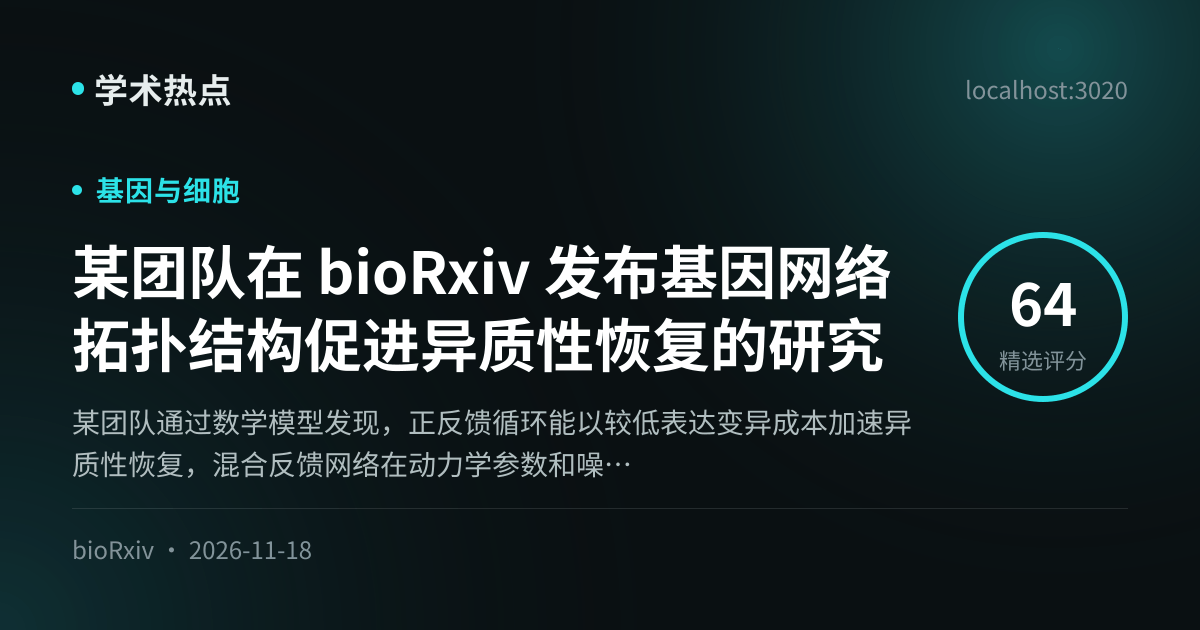 学术热点
localhost:3020
基因与细胞
某团队在 bioRxiv 发布基因网络
拓扑结构促进异质性恢复的研究
64
精选评分
某团队通过数学模型发现，正反馈循环能以较低表达变异成本加速异
质性恢复，混合反馈网络在动力学参数和噪…
bioRxiv • 2026-11-18